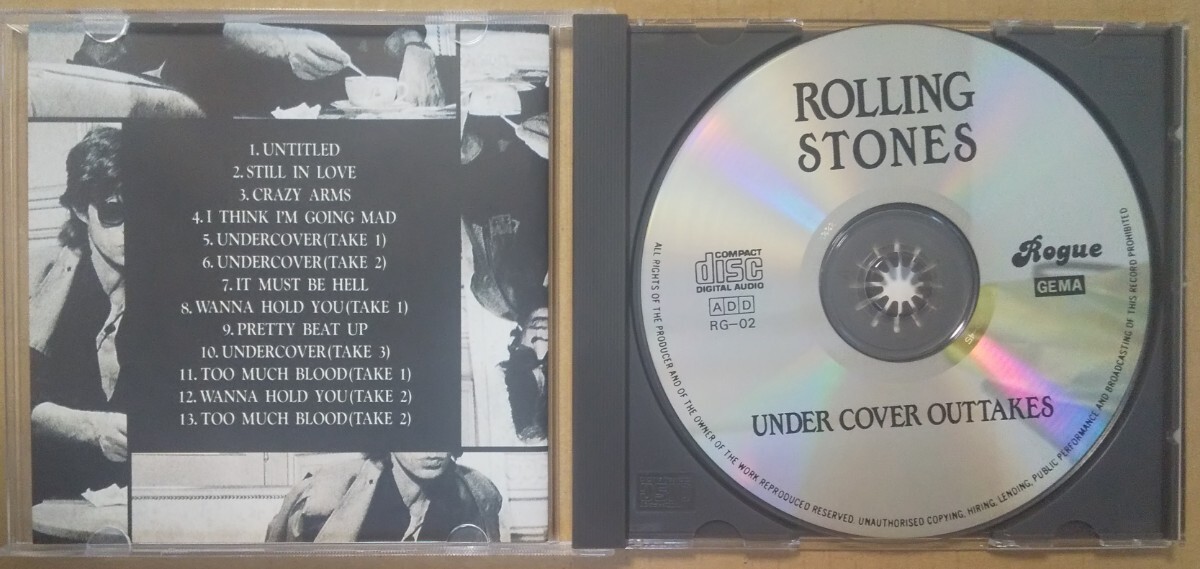 1. UNTITLED
2. STILL IN LOVE
3. CRAZY ARMS
4. I THINK I'M GOING MAD
5. UNDERCOVER(TAKE 1)
6. UNDERCOVER(TAKE 2)
7. IT MUST BE HELL
8. WANNA HOLD YOU(TAKE 1)
9. PRETTY BEAT UP
10. UNDERCOVER(TAKE 3)
11. TOO MUCH BLOOD(TAKE 1)
12. WANNA HOLD YOU(TAKE 2)
13. TOO MUCH BLOOD(TAKE 2)
ROLLING
STONES
COMPACT
disc
DIGITAL AUDIO
ADD
RG-02
Rogue
GEMA
UNDER COVER OUTTAKES
ALL RIGHTS OF THE PRODUCER AND OF THE OWNER OF THE WORK REPRODUCED RESERVED. UNAUTHORISED COPYING, HIRING, LENDING, PUBLIC PERFORMANCE AND BROADCASTING OF THIS RECORD PROHIBITED